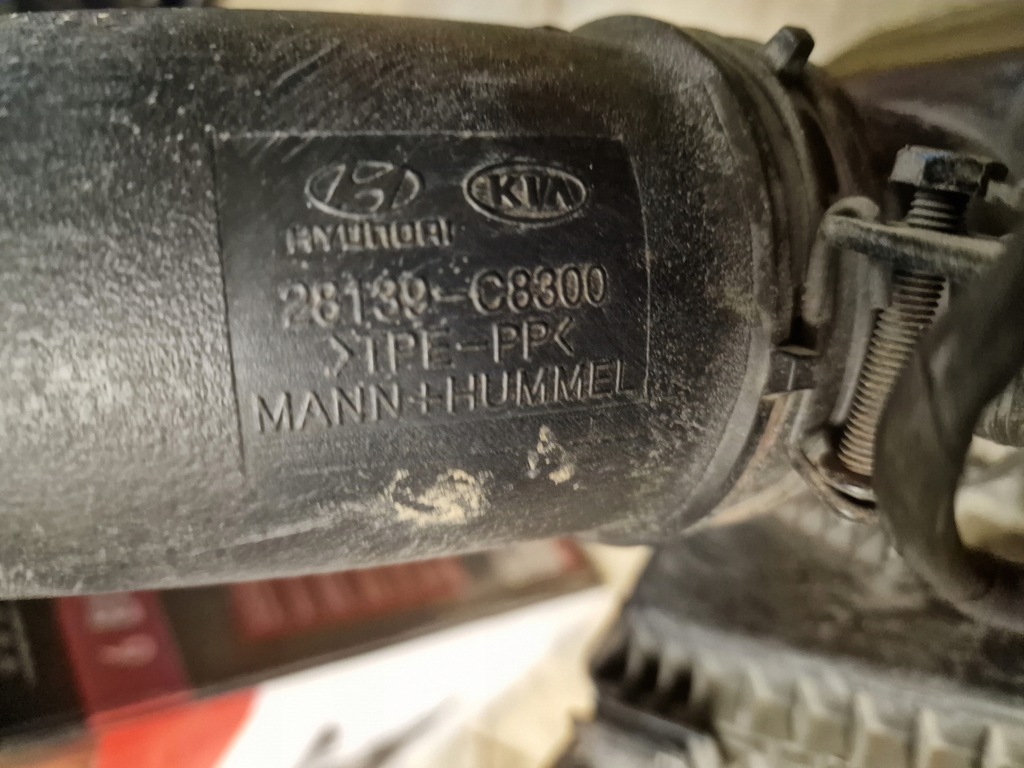 KIA
HYUNDAI
28139-C8300
>TPE-PP<
MANN+HUMMEL